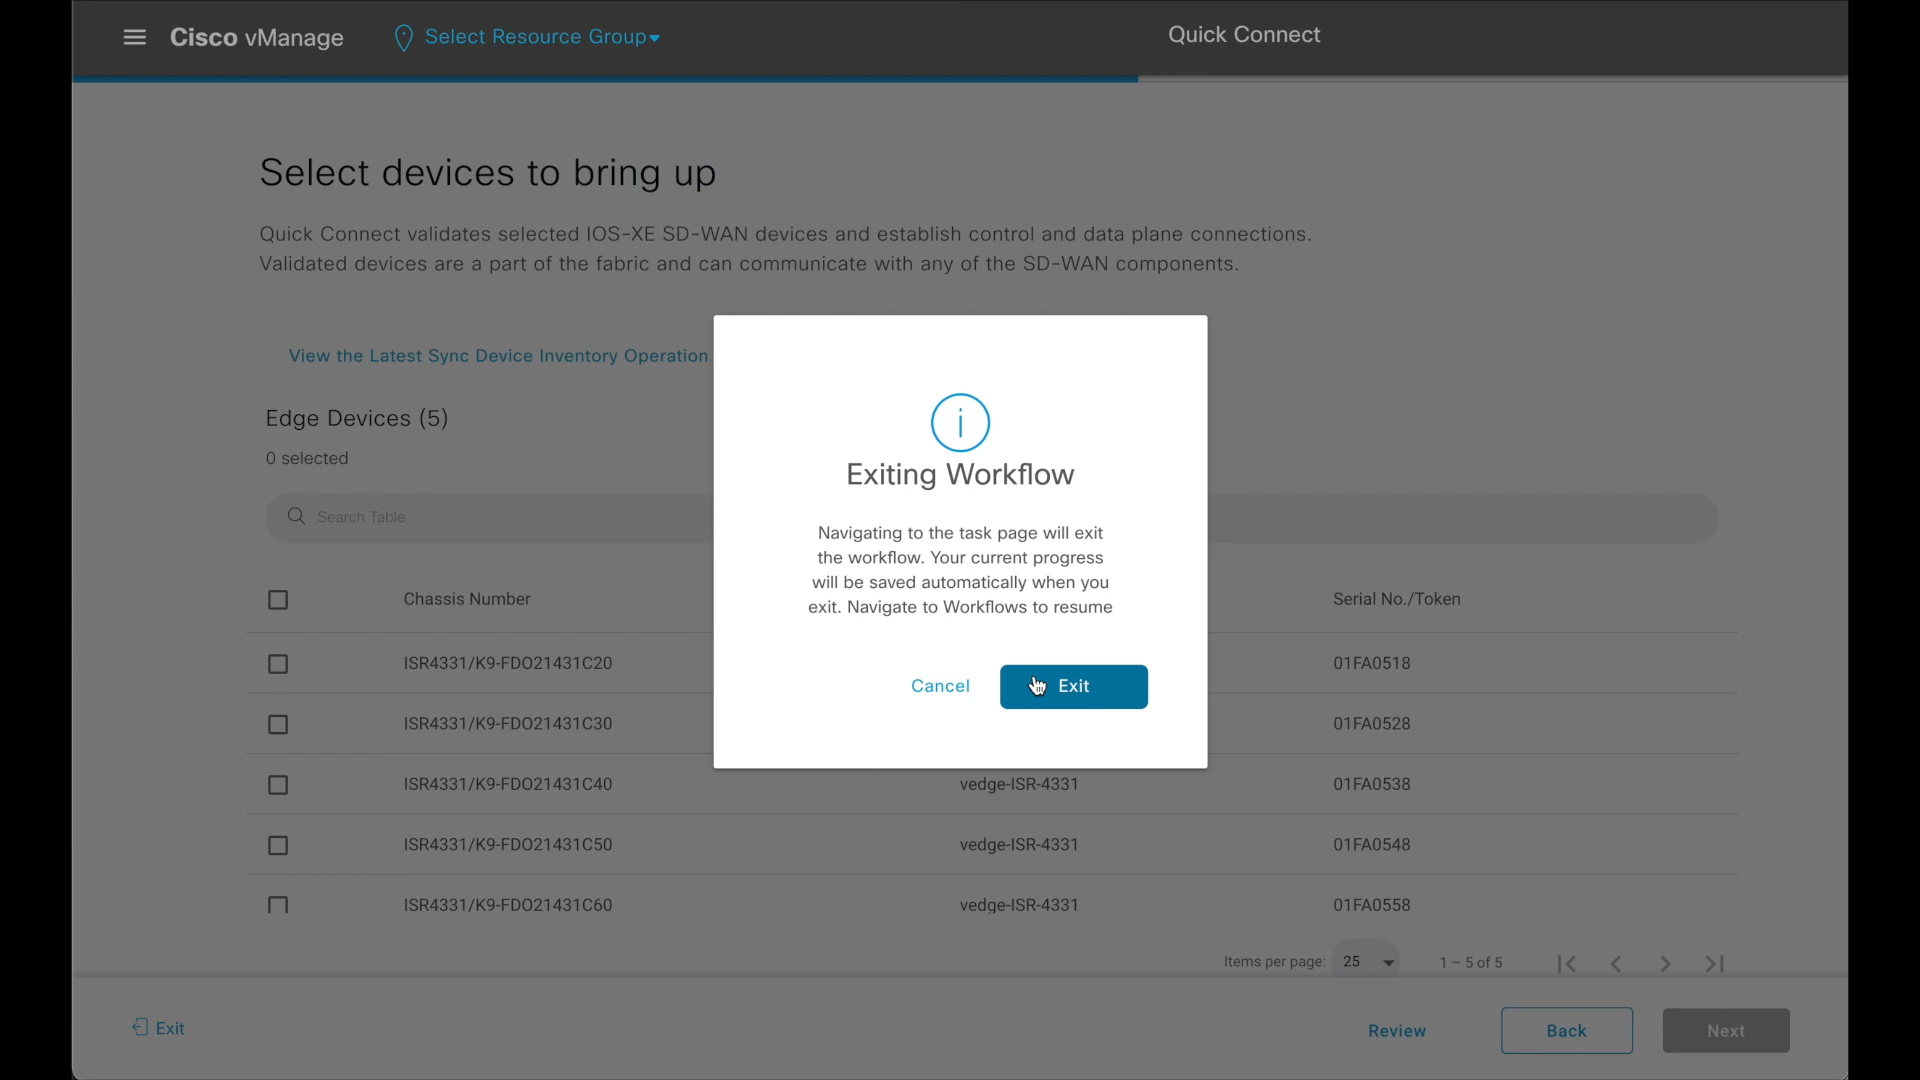 Cisco vManage Select Resource Group Quick Connect
Select devices to bring up
Quick Connect validates selected IOS-XE SD-WAN devices and establish control and data plane connections.
Validated devices are a part of the fabric and can communicate with any of the SD-WAN components.
View the Latest Sync Device Inventory Operation
Edge Devices (5)
0 selected
Search Table
Chassis Number Serial No./Token
ISR4331/K9-FDO21431C20 01FA0518
ISR4331/K9-FDO21431C30 01FA0528
ISR4331/K9-FDO21431C40 vedge-ISR-4331 01FA0538
ISR4331/K9-FDO21431C50 vedge-ISR-4331 01FA0548
ISR4331/K9-FDO21431C60 vedge-ISR-4331 01FA0558
Items per page: 25 1 – 5 of 5
Exiting Workflow
Navigating to the task page will exit
the workflow. Your current progress
will be saved automatically when you
exit. Navigate to Workflows to resume
Cancel Exit
Exit Review Back Next